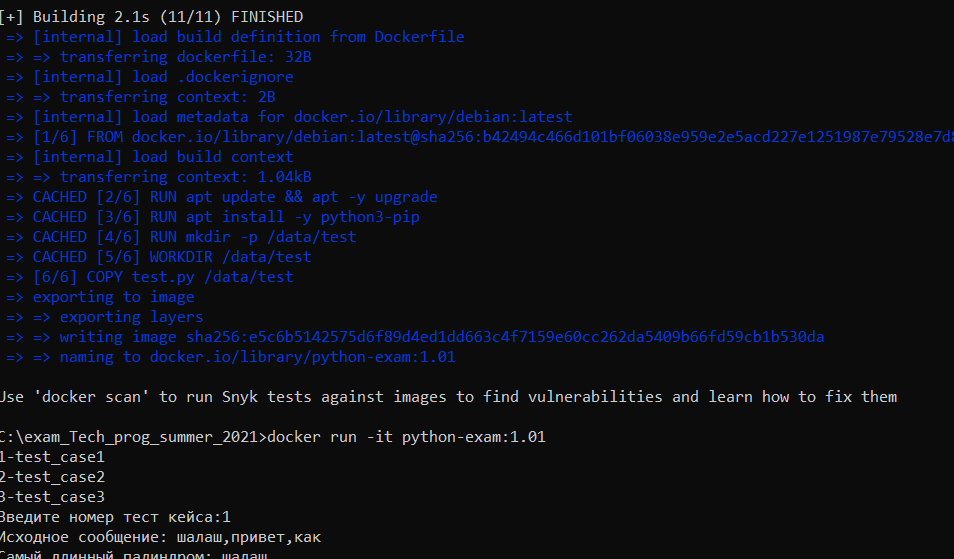 [+] Building 2.1s (11/11) FINISHED
=> [internal] load build definition from Dockerfile
=> => transferring dockerfile: 32B
=> [internal] load .dockerignore
=> => transferring context: 2B
=> [internal] load metadata for docker.io/library/debian:latest
=> [1/6] FROM docker.io/library/debian:latest@sha256:b42494c466d101bf06038e959e2e5acd227e1251987e79528e7d8
=> [internal] load build context
=> => transferring context: 1.04kB
=> CACHED [2/6] RUN apt update && apt -y upgrade
=> CACHED [3/6] RUN apt install -y python3-pip
=> CACHED [4/6] RUN mkdir -p /data/test
=> CACHED [5/6] WORKDIR /data/test
=> [6/6] COPY test.py /data/test
=> exporting to image
=> => exporting layers
=> => writing image sha256:e5c6b5142575d6f89d4ed1dd663c4f7159e60cc262da5409b66fd59cb1b530da
=> => naming to docker.io/library/python-exam:1.01
Use 'docker scan' to run Snyk tests against images to find vulnerabilities and learn how to fix them
C:\exam_Tech_prog_summer_2021>docker run -it python-exam:1.01
1-test_case1
2-test_case2
3-test_case3
Введите номер тест кейса:1
Исходное сообщение: шалаш,привет,как
Самый длинный палиндром: шалаш